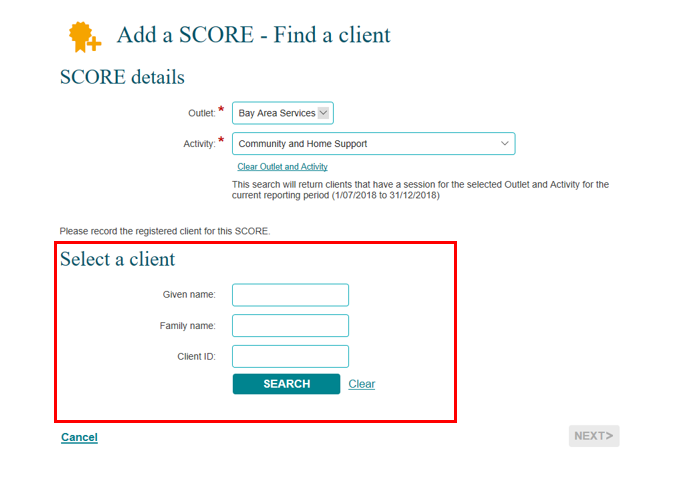 Add a SCORE - Find a client
SCORE details
Outlet: * Bay Area Services
Activity: * Community and Home Support
Clear Outlet and Activity
This search will return clients that have a session for the selected Outlet and Activity for the
current reporting period (1/07/2018 to 31/12/2018)
Please record the registered client for this SCORE.
Select a client
Given name:
Family name:
Client ID:
SEARCH Clear
Cancel NEXT>